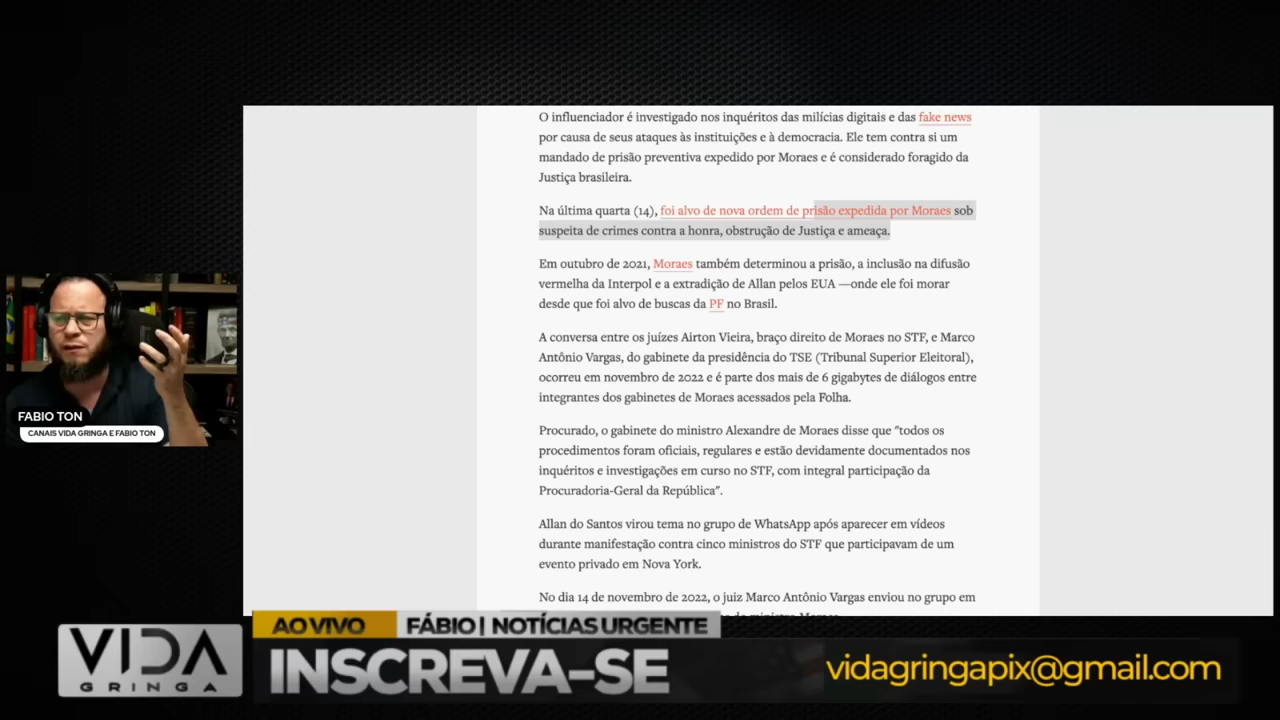 O influenciador é investigado nos inquéritos das milícias digitais e das fake news
por causa de seus ataques às instituições e à democracia. Ele tem contra si um
mandado de prisão preventiva expedido por Moraes e é considerado foragido da
Justiça brasileira.
Na última quarta (14), foi alvo de nova ordem de prisão expedida por Moraes sob
suspeita de crimes contra a honra, obstrução de Justiça e ameaça.
Em outubro de 2021, Moraes também determinou a prisão, a inclusão na difusão
vermelha da Interpol e a extradição de Allan pelos EUA —onde ele foi morar
desde que foi alvo de buscas da PF no Brasil.
A conversa entre os juízes Airton Vieira, braço direito de Moraes no STF, e Marco
Antônio Vargas, do gabinete da presidência do TSE (Tribunal Superior Eleitoral),
ocorreu em novembro de 2022 e é parte dos mais de 6 gigabytes de diálogos entre
integrantes dos gabinetes de Moraes acessados pela Folha.
Procurado, o gabinete do ministro Alexandre de Moraes disse que "todos os
procedimentos foram oficiais, regulares e estão devidamente documentados nos
inquéritos e investigações em curso no STF, com integral participação da
Procuradoria-Geral da República".
Allan do Santos virou tema no grupo de WhatsApp após aparecer em vídeos
durante manifestação contra cinco ministros do STF que participavam de um
evento privado em Nova York.
No dia 14 de novembro de 2022, o juiz Marco Antônio Vargas enviou no grupo em
FABIO TON
CANAIS VIDA GRINGA E FABIO TON
AO VIVO
FÁBIO | NOTÍCIAS URGENTE
VIDA
GRINGA
INSCREVA-SE
vidagringapix@gmail.com